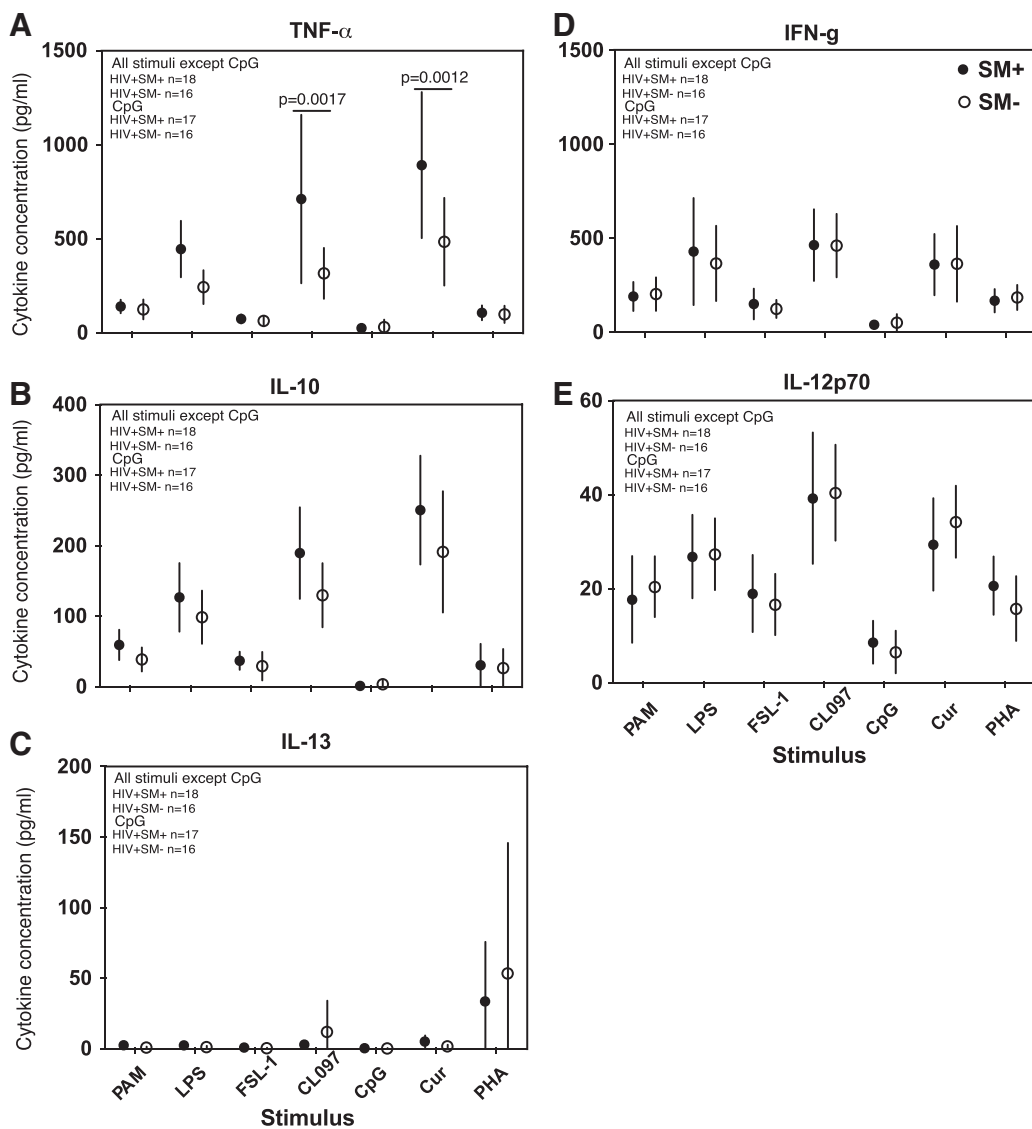 A
TNF-α
Cytokine concentration (pg/ml)
1500
1000
500
0
All stimuli except CpG
HIV+SM+ n=18
HIV+SM- n=16
CpG
HIV+SM+ n=17
HIV+SM- n=16
p=0.0017
p=0.0012
D
IFN-g
1500
1000
500
0
All stimuli except CpG
HIV+SM+ n=18
HIV+SM- n=16
CpG
HIV+SM+ n=17
HIV+SM- n=16
SM+
SM-
B
IL-10
Cytokine concentration (pg/ml)
400
300
200
100
0
All stimuli except CpG
HIV+SM+ n=18
HIV+SM- n=16
CpG
HIV+SM+ n=17
HIV+SM- n=16
E
IL-12p70
60
40
20
0
All stimuli except CpG
HIV+SM+ n=18
HIV+SM- n=16
CpG
HIV+SM+ n=17
HIV+SM- n=16
PAM
LPS
FSL-1
CL097
CpG
Cur
PHA
Stimulus
C
IL-13
Cytokine concentration (pg/ml)
200
150
100
50
0
All stimuli except CpG
HIV+SM+ n=18
HIV+SM- n=16
CpG
HIV+SM+ n=17
HIV+SM- n=16
PAM
LPS
FSL-1
CL097
CpG
Cur
PHA
Stimulus